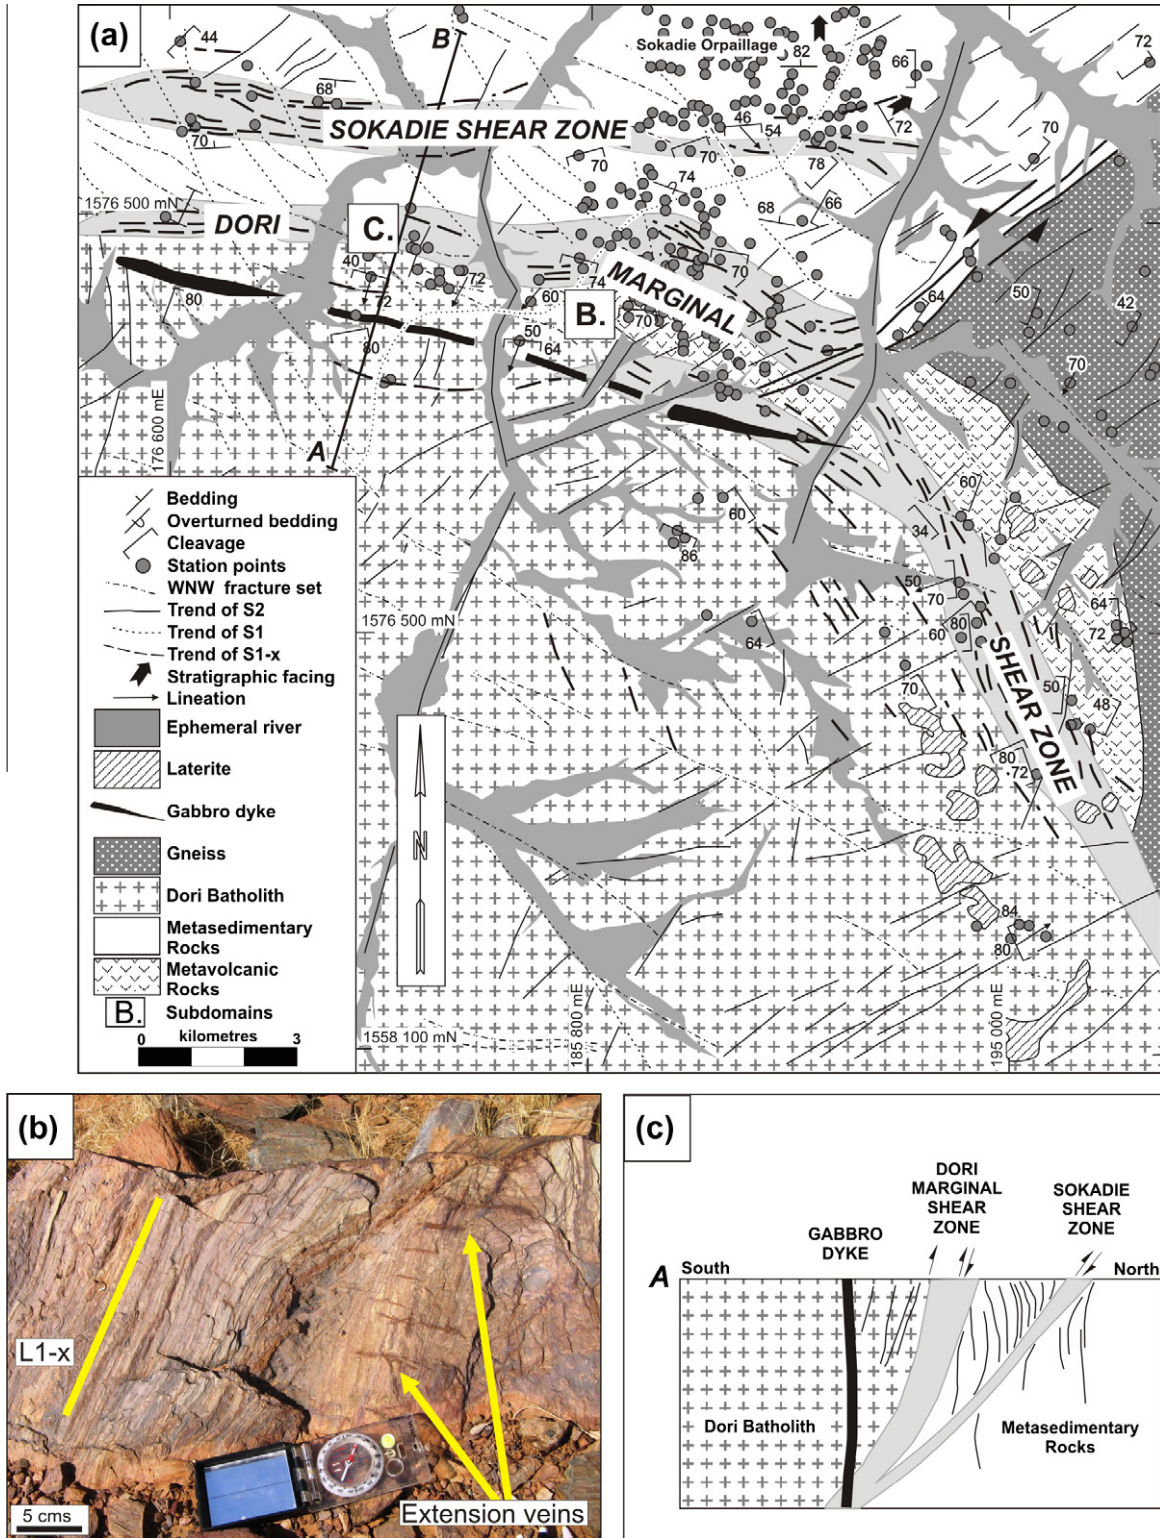 (a)
44
B
Sokadie Orpaillage
82
66
72
68
SOKADIE SHEAR ZONE
46
54
72
70
70
70
70
78
74
1576 500 mN
DORI
C.
68
66
MARGINAL
40
72
72
74
70
64
50
42
80
60
B.
70
80
50
64
70
176 600 mE
A
60
60
34
86
Bedding
Overturned bedding
Cleavage
Station points
WNW fracture set
Trend of S2
Trend of S1
Trend of S1-x
Stratigraphic facing
Lineation
Ephemeral river
Laterite
Gabbro dyke
Gneiss
Dori Batholith
Metasedimentary
Rocks
Metavolcanic
Rocks
B.
Subdomains
kilometres
0
3
50
70
1576 500 mN
80
60
64
64
72
SHEAR ZONE
70
50
48
80
72
N
84
80
1558 100 mN
185 800 mE
195 000 mE
(b)
L1-x
Extension veins
5 cms
(c)
DORI
MARGINAL
SHEAR
ZONE
SOKADIE
SHEAR
ZONE
GABBRO
DYKE
A
South
North
Dori Batholith
Metasedimentary
Rocks